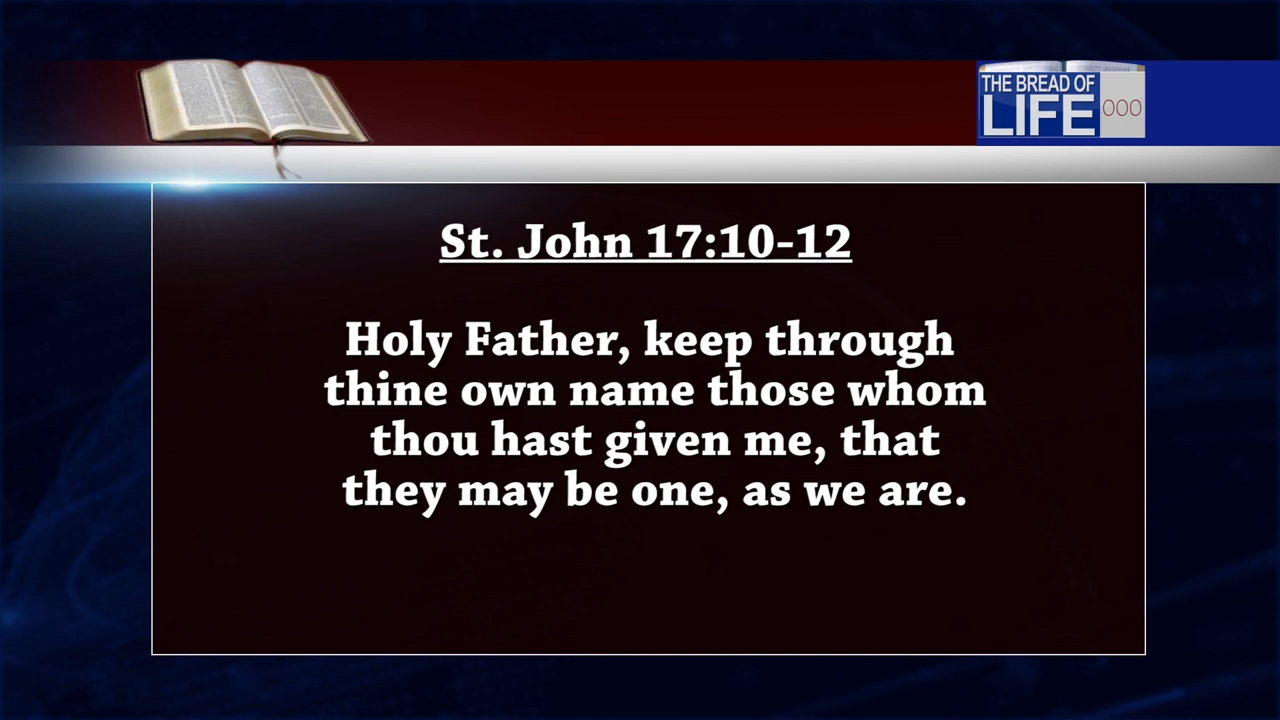 THE BREAD OF
LIFE 000
St. John 17:10-12
Holy Father, keep through
thine own name those whom
thou hast given me, that
they may be one, as we are.